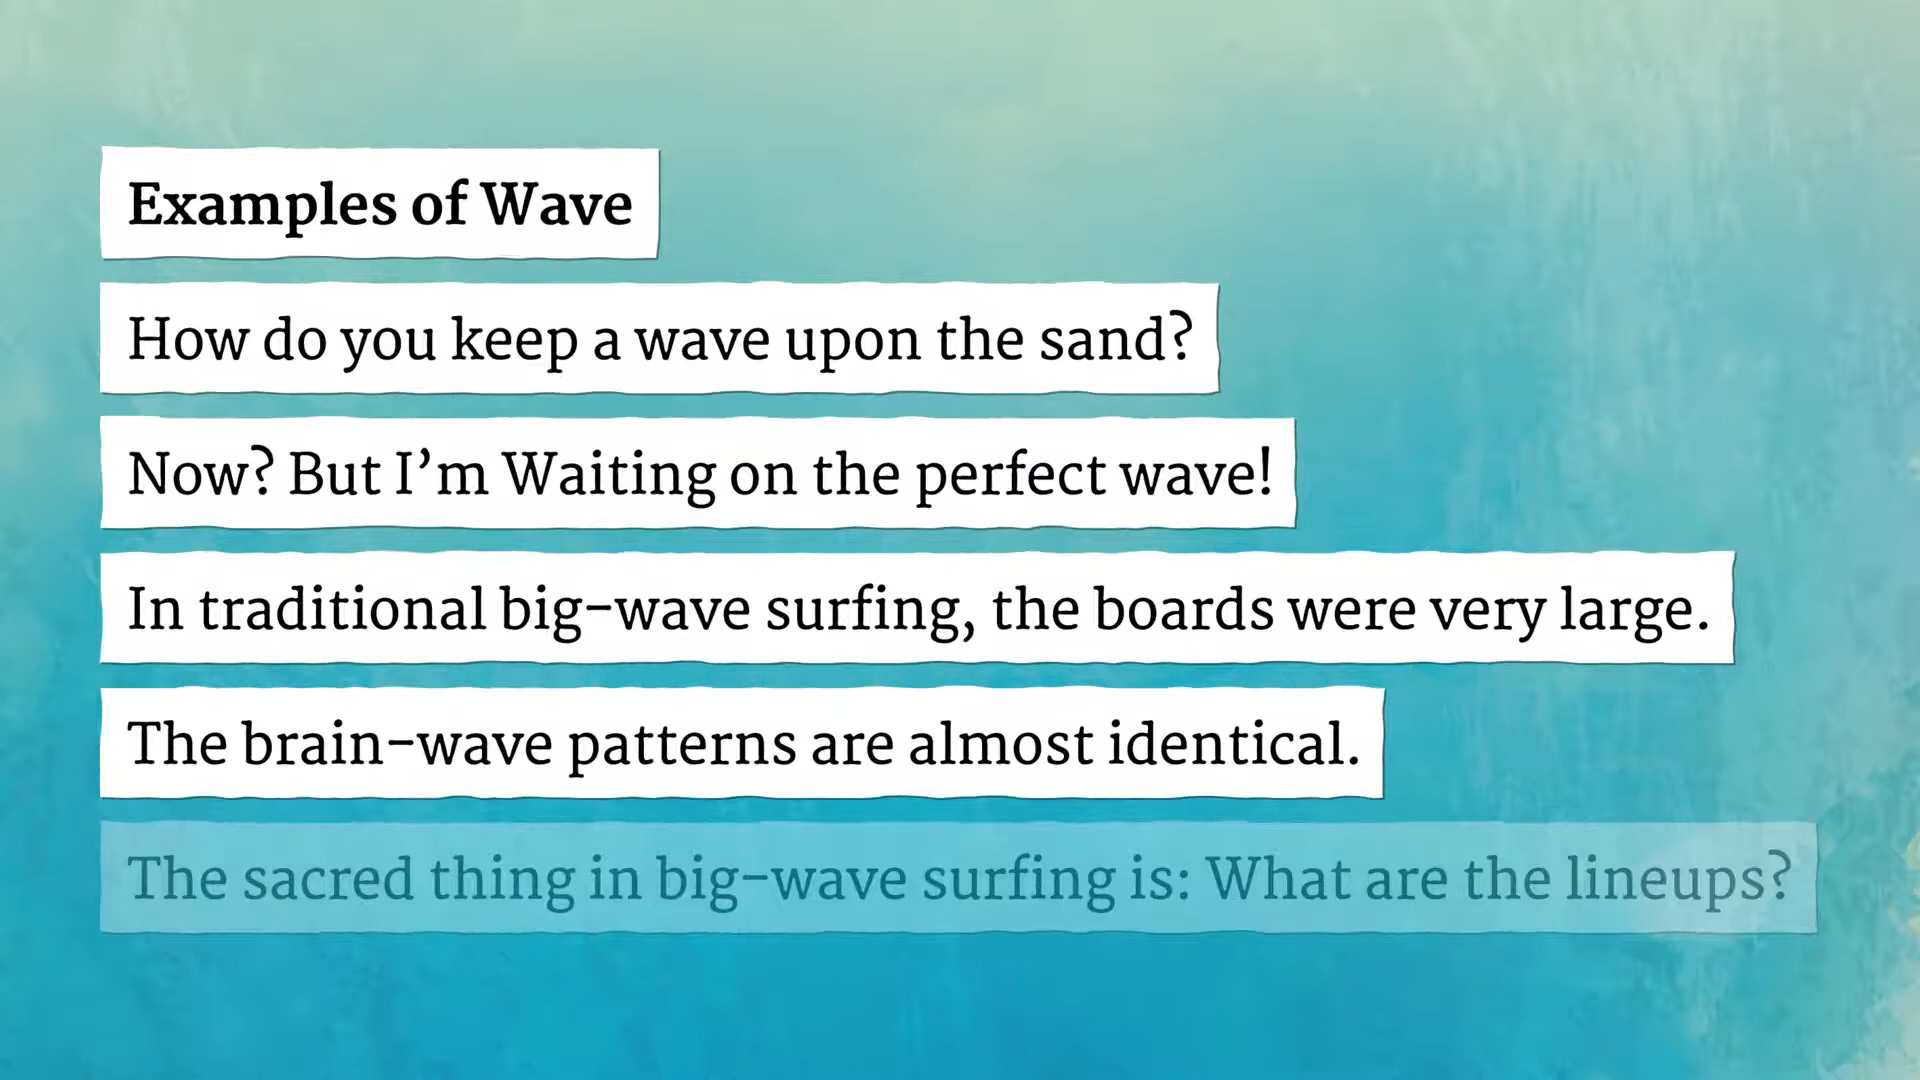 Examples of Wave
How do you keep a wave upon the sand?
Now? But I’m Waiting on the perfect wave!
In traditional big-wave surfing, the boards were very large.
The brain-wave patterns are almost identical.
The sacred thing in big-wave surfing is: What are the lineups?